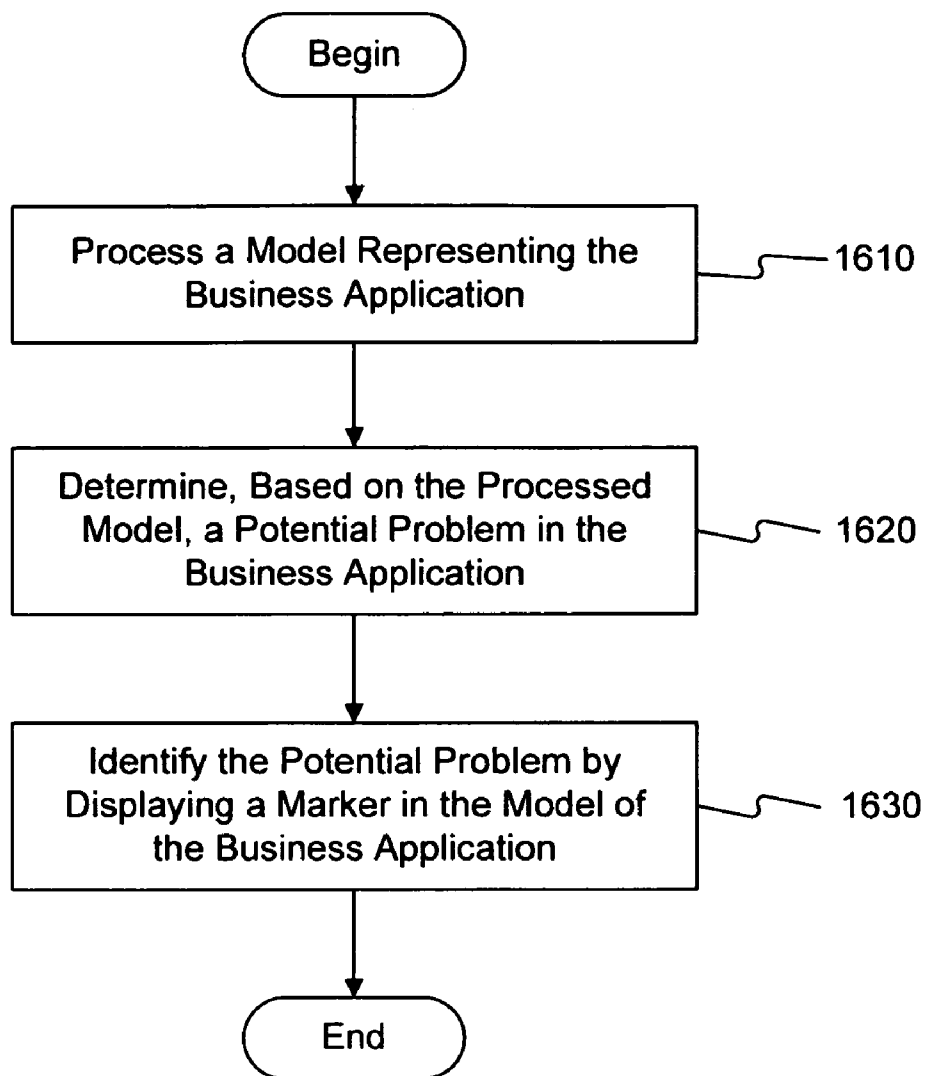 Begin
Process a Model Representing the
Business Application
1610
Determine, Based on the Processed
Model, a Potential Problem in the
Business Application
1620
Identify the Potential Problem by
Displaying a Marker in the Model of
the Business Application
1630
End